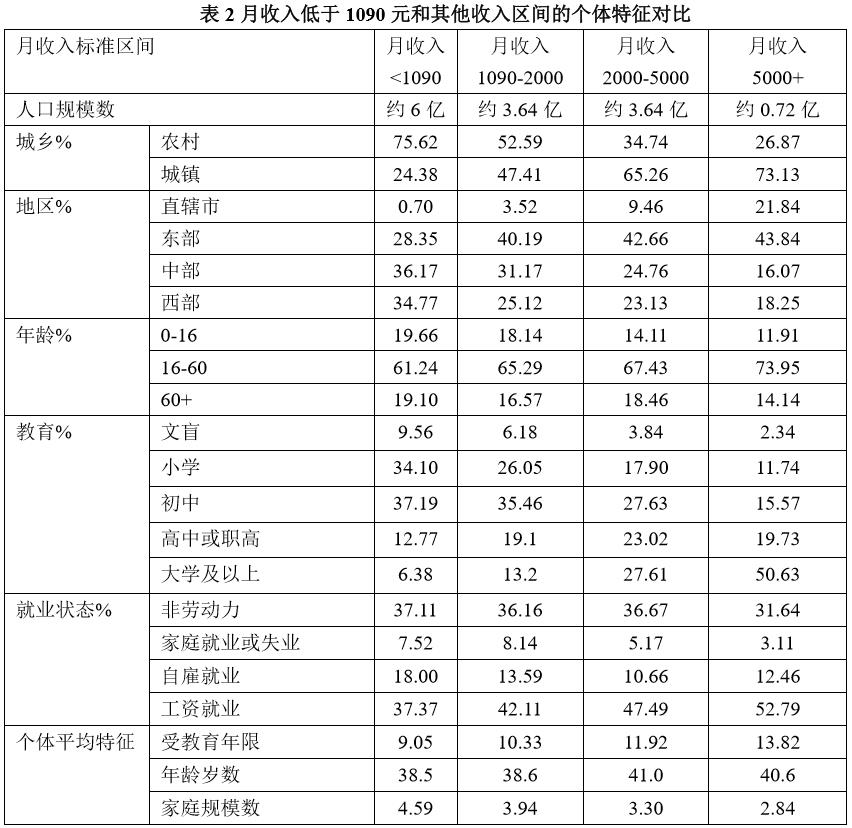 表 2 月收入低于 1090 元和其他收入区间的个体特征对比
月收入标准区间 月收入 月收入 月收入 月收入
<1090 1090-2000 2000-5000 5000+
人口规模数 约 6 亿 约 3.64 亿 约 3.64 亿 约 0.72 亿
城乡% 农村 75.62 52.59 34.74 26.87
城镇 24.38 47.41 65.26 73.13
地区% 直辖市 0.70 3.52 9.46 21.84
东部 28.35 40.19 42.66 43.84
中部 36.17 31.17 24.76 16.07
西部 34.77 25.12 23.13 18.25
年龄% 0-16 19.66 18.14 14.11 11.91
16-60 61.24 65.29 67.43 73.95
60+ 19.10 16.57 18.46 14.14
教育% 文盲 9.56 6.18 3.84 2.34
小学 34.10 26.05 17.90 11.74
初中 37.19 35.46 27.63 15.57
高中或职高 12.77 19.1 23.02 19.73
大学及以上 6.38 13.2 27.61 50.63
就业状态% 非劳动力 37.11 36.16 36.67 31.64
家庭就业或失业 7.52 8.14 5.17 3.11
自雇就业 18.00 13.59 10.66 12.46
工资就业 37.37 42.11 47.49 52.79
个体平均特征 受教育年限 9.05 10.33 11.92 13.82
年龄岁数 38.5 38.6 41.0 40.6
家庭规模数 4.59 3.94 3.30 2.84